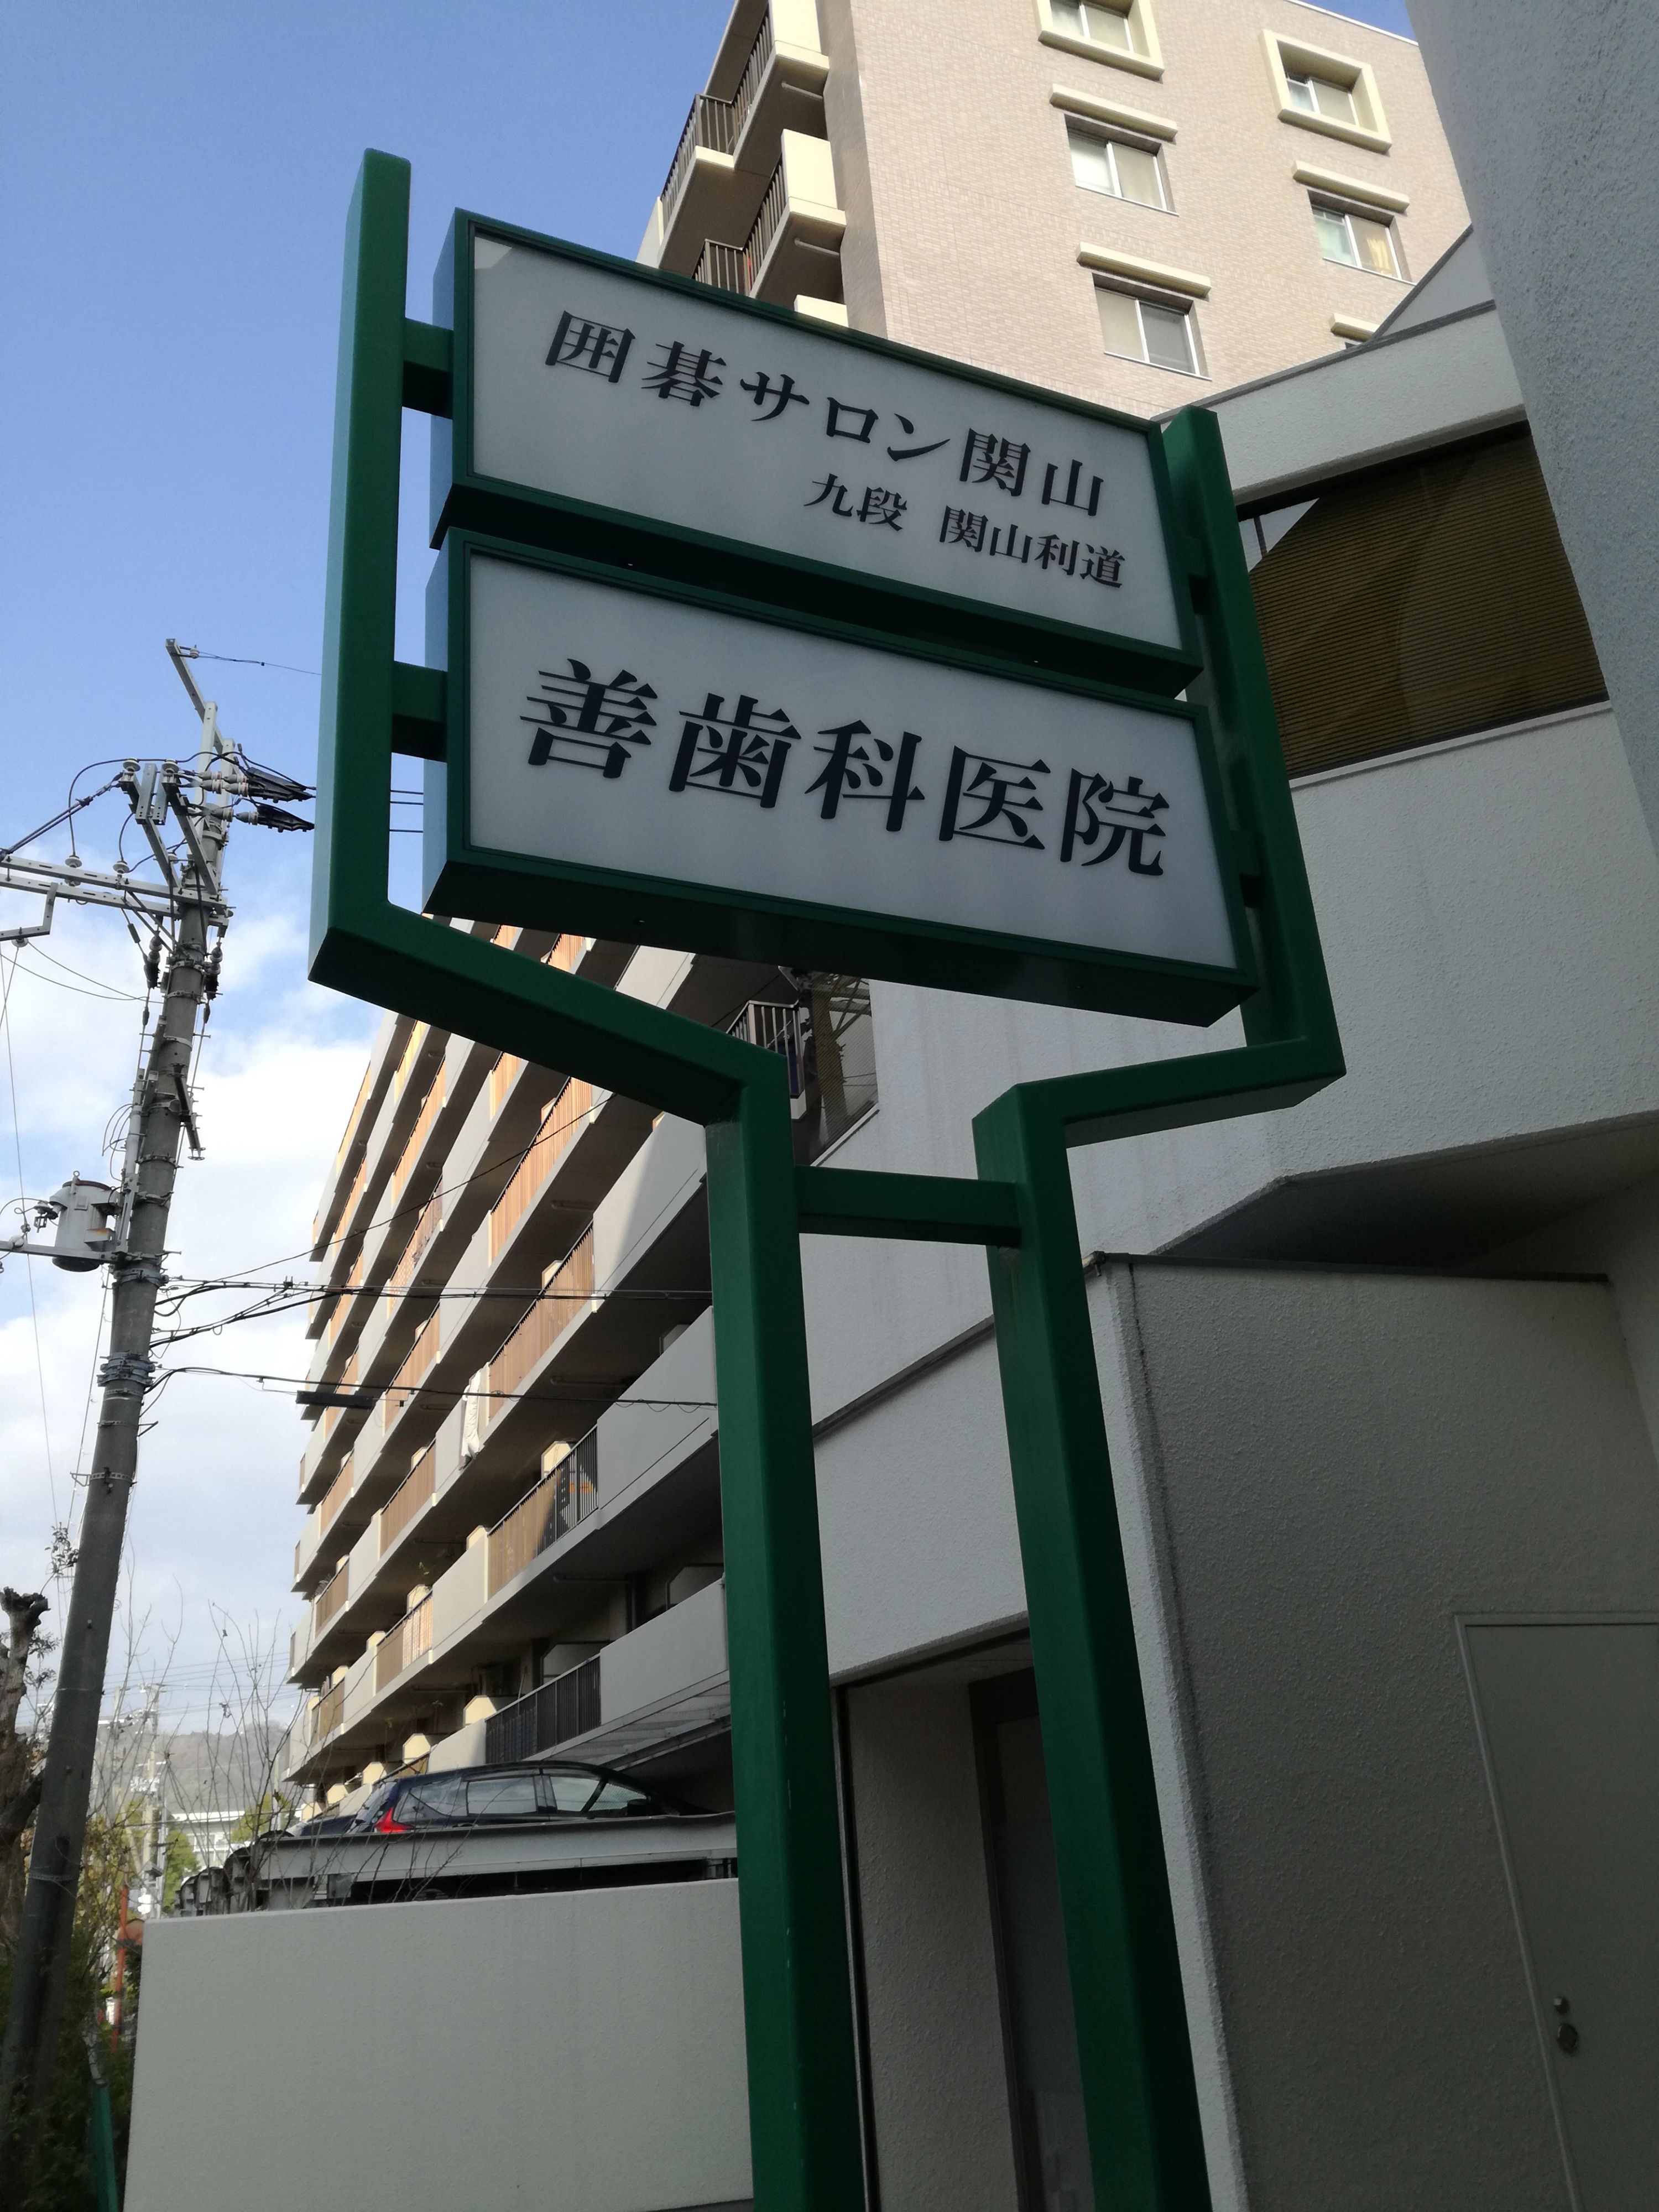 囲碁サロン関山
九段 関山利道
善歯科医院